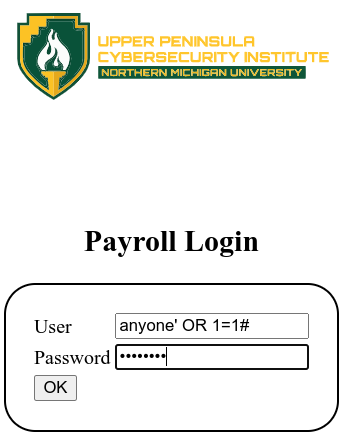 UPPER PENINSULA
CYBERSECURITY INSTITUTE
NORTHERN MICHIGAN UNIVERSITY
Payroll Login
User anyone' OR 1=1#
Password ••••••••
OK